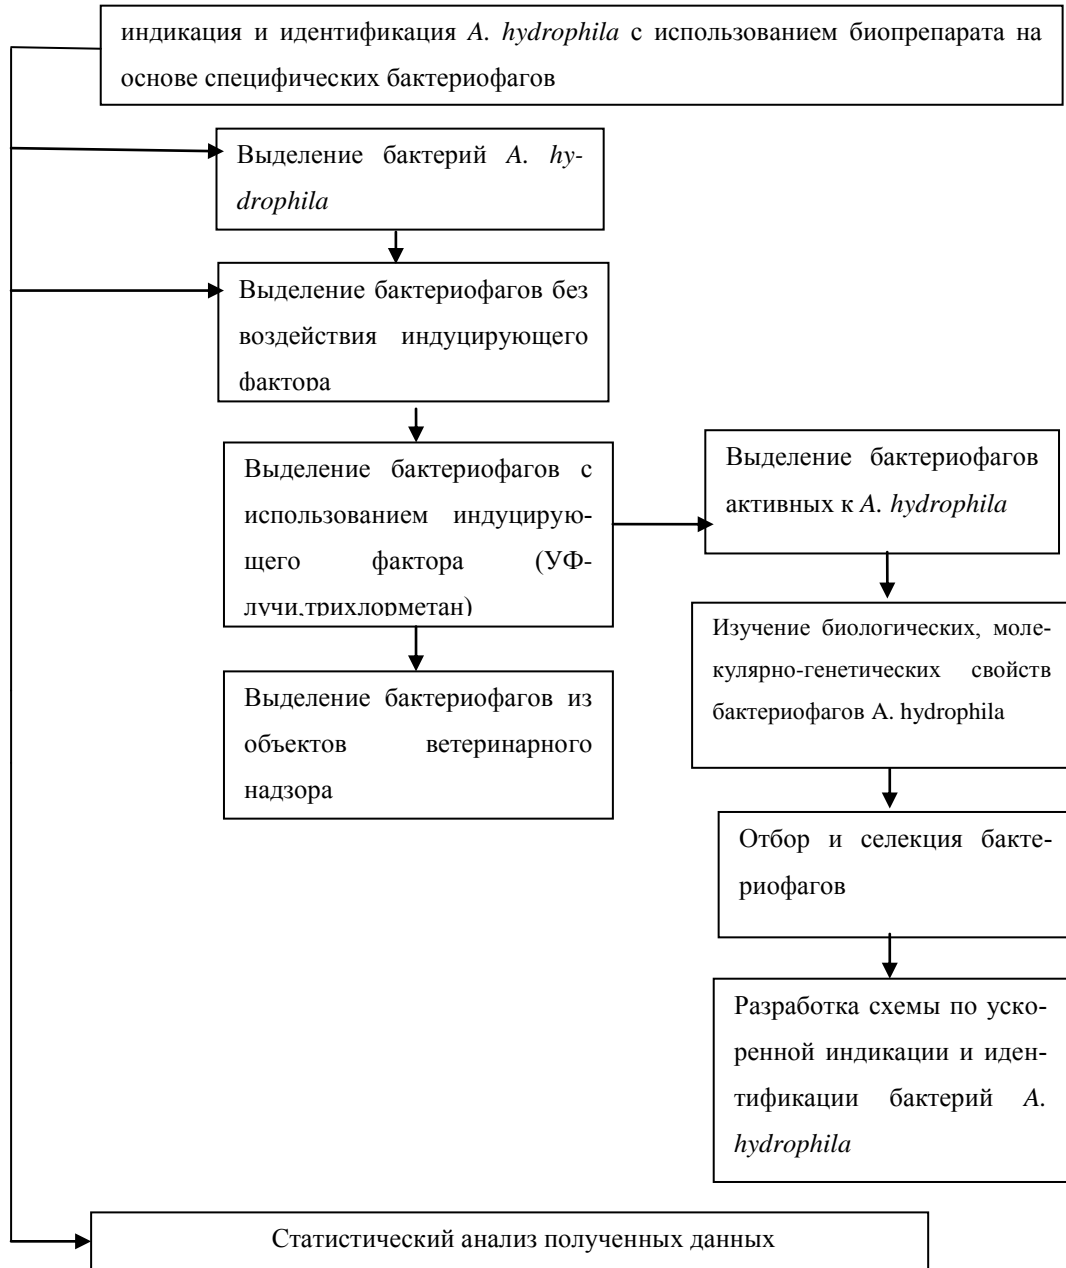 индикация и идентификация A. hydrophila с использованием биопрепарата на
основе специфических бактериофагов
Выделение бактерий A. hy-
drophila
Выделение бактериофагов без
воздействия индуцирующего
фактора
Выделение бактериофагов с
использованием индуцирую-
щего фактора (УФ-
лучи,трихлорметан)
Выделение бактериофагов из
объектов ветеринарного
надзора
Выделение бактериофагов
активных к A. hydrophila
Изучение биологических, моле-
кулярно-генетических свойств
бактериофагов A. hydrophila
Отбор и селекция бакте-
риофагов
Разработка схемы по уско-
ренной индикации и иден-
тификации бактерий A.
hydrophila
Статистический анализ полученных данных